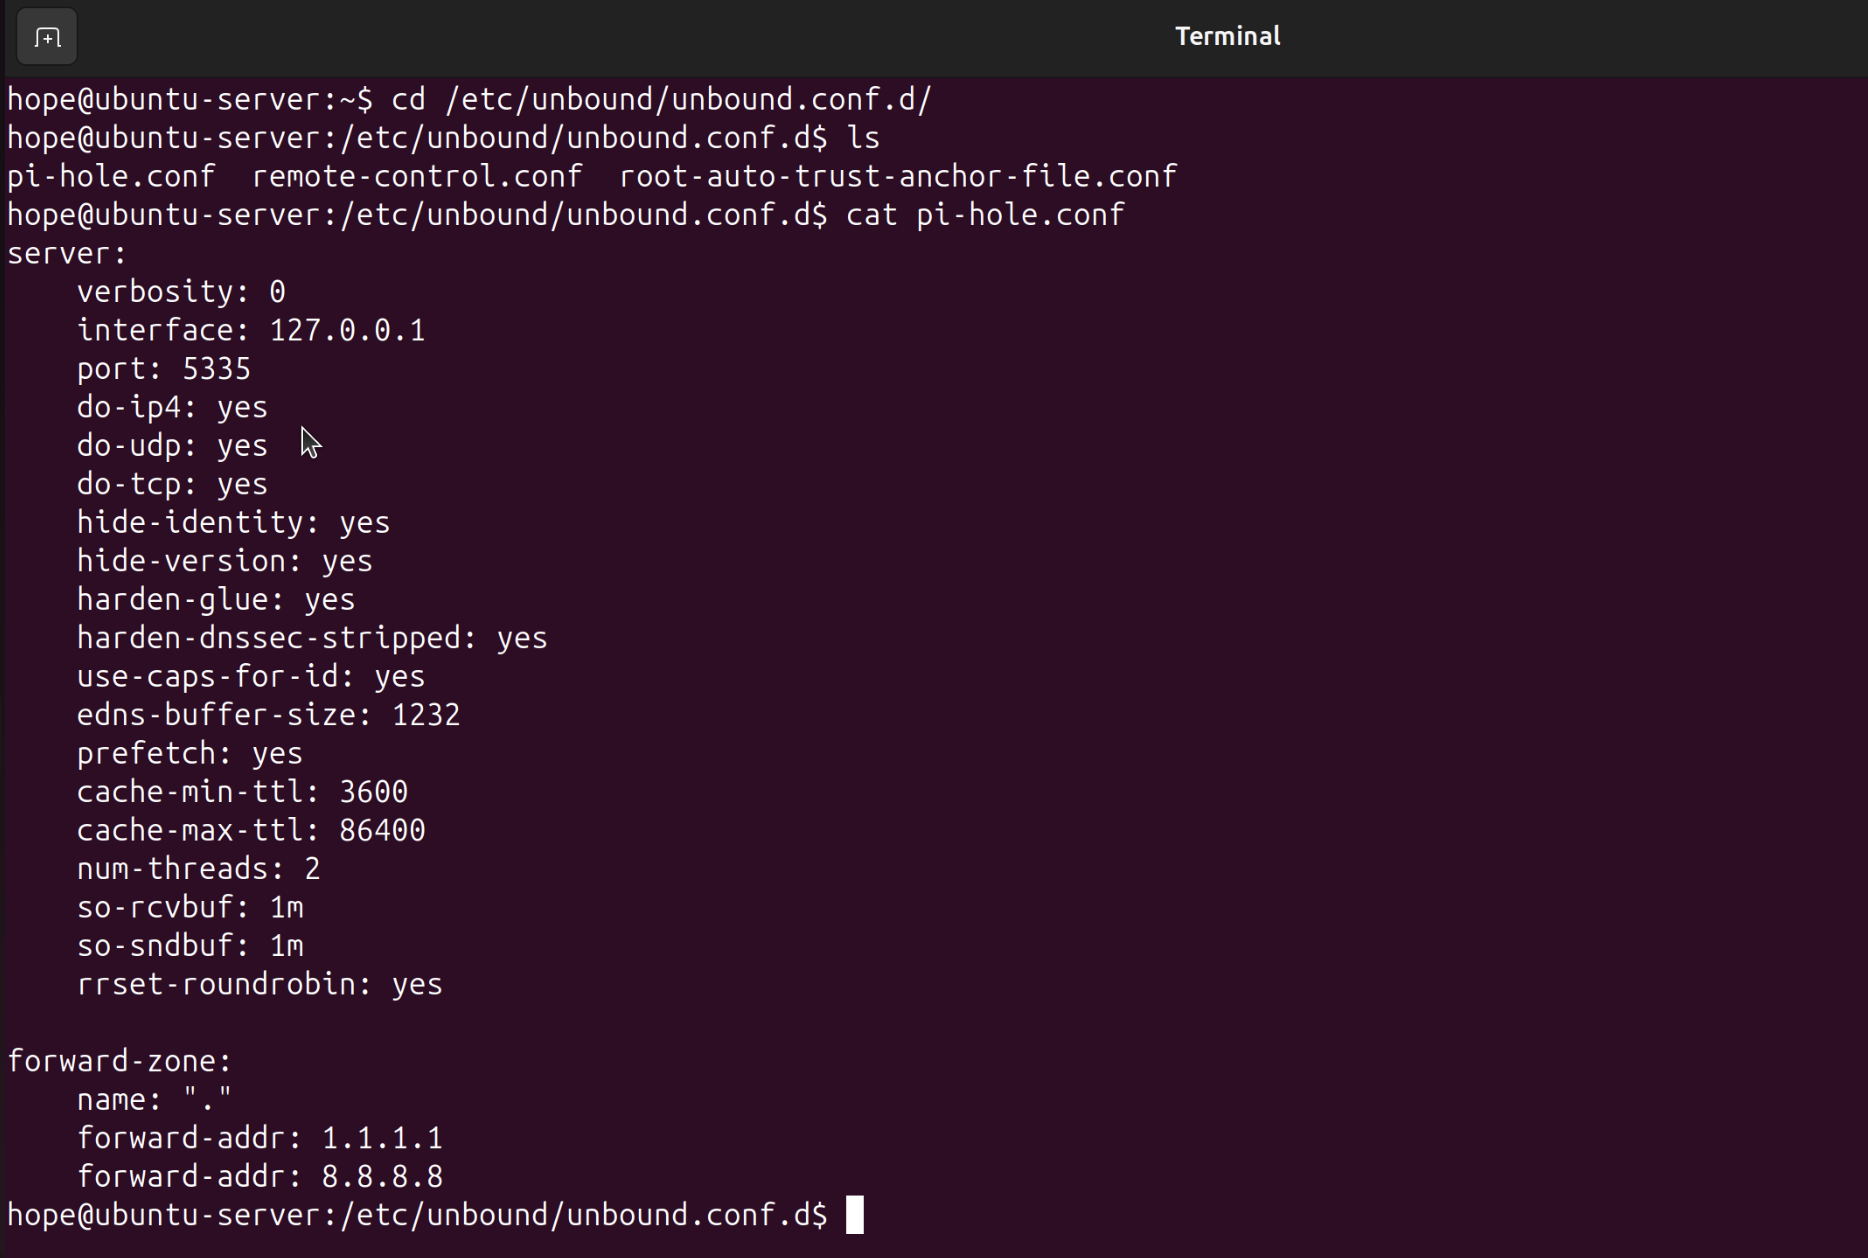 Terminal
hope@ubuntu-server:~$ cd /etc/unbound/unbound.conf.d/
hope@ubuntu-server:/etc/unbound/unbound.conf.d$ ls
pi-hole.conf  remote-control.conf  root-auto-trust-anchor-file.conf
hope@ubuntu-server:/etc/unbound/unbound.conf.d$ cat pi-hole.conf
server:
    verbosity: 0
    interface: 127.0.0.1
    port: 5335
    do-ip4: yes
    do-udp: yes
    do-tcp: yes
    hide-identity: yes
    hide-version: yes
    harden-glue: yes
    harden-dnssec-stripped: yes
    use-caps-for-id: yes
    edns-buffer-size: 1232
    prefetch: yes
    cache-min-ttl: 3600
    cache-max-ttl: 86400
    num-threads: 2
    so-rcvbuf: 1m
    so-sndbuf: 1m
    rrset-roundrobin: yes

forward-zone:
    name: "."
    forward-addr: 1.1.1.1
    forward-addr: 8.8.8.8
hope@ubuntu-server:/etc/unbound/unbound.conf.d$